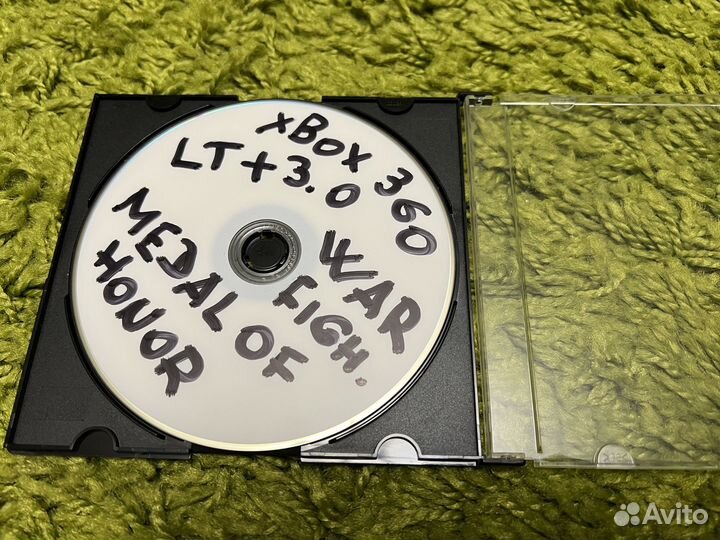 XBOX 360
LT + 3.0
MEDAL OF
HONOR
WAR
FIGH.
Avito